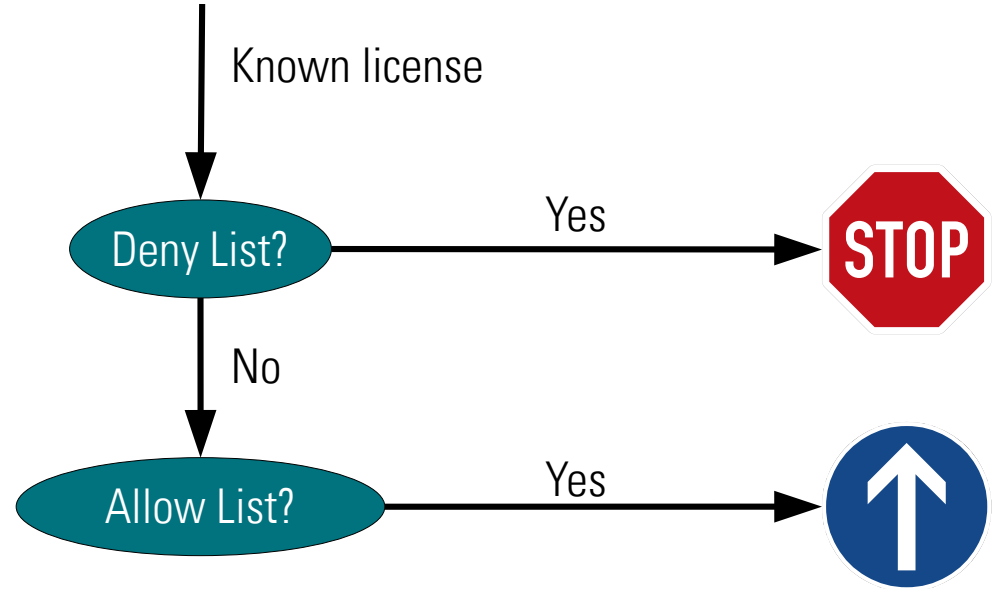 Known license
Deny List?
Yes
STOP
No
Allow List?
Yes